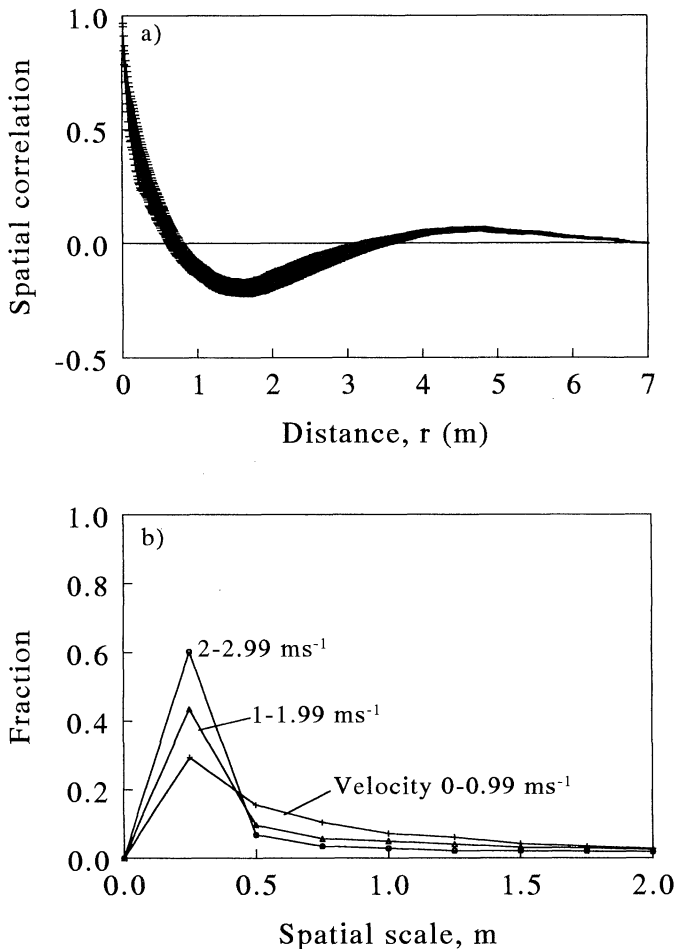 a)
1.0
0.5
0.0
-0.5
Spatial correlation
0 1 2 3 4 5 6 7
Distance, r (m)
b)
1.0
0.8
0.6
0.4
0.2
0.0
Fraction
2-2.99 ms⁻¹
1-1.99 ms⁻¹
Velocity 0-0.99 ms⁻¹
0.0 0.5 1.0 1.5 2.0
Spatial scale, m